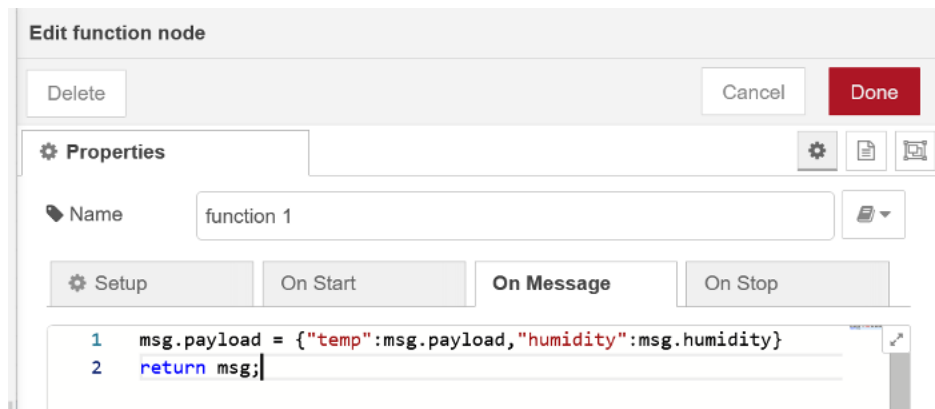 Edit function node
Delete
Cancel
Done
Properties
Name
function 1
Setup
On Start
On Message
On Stop
1 msg.payload = {"temp":msg.payload,"humidity":msg.humidity}
2 return msg;